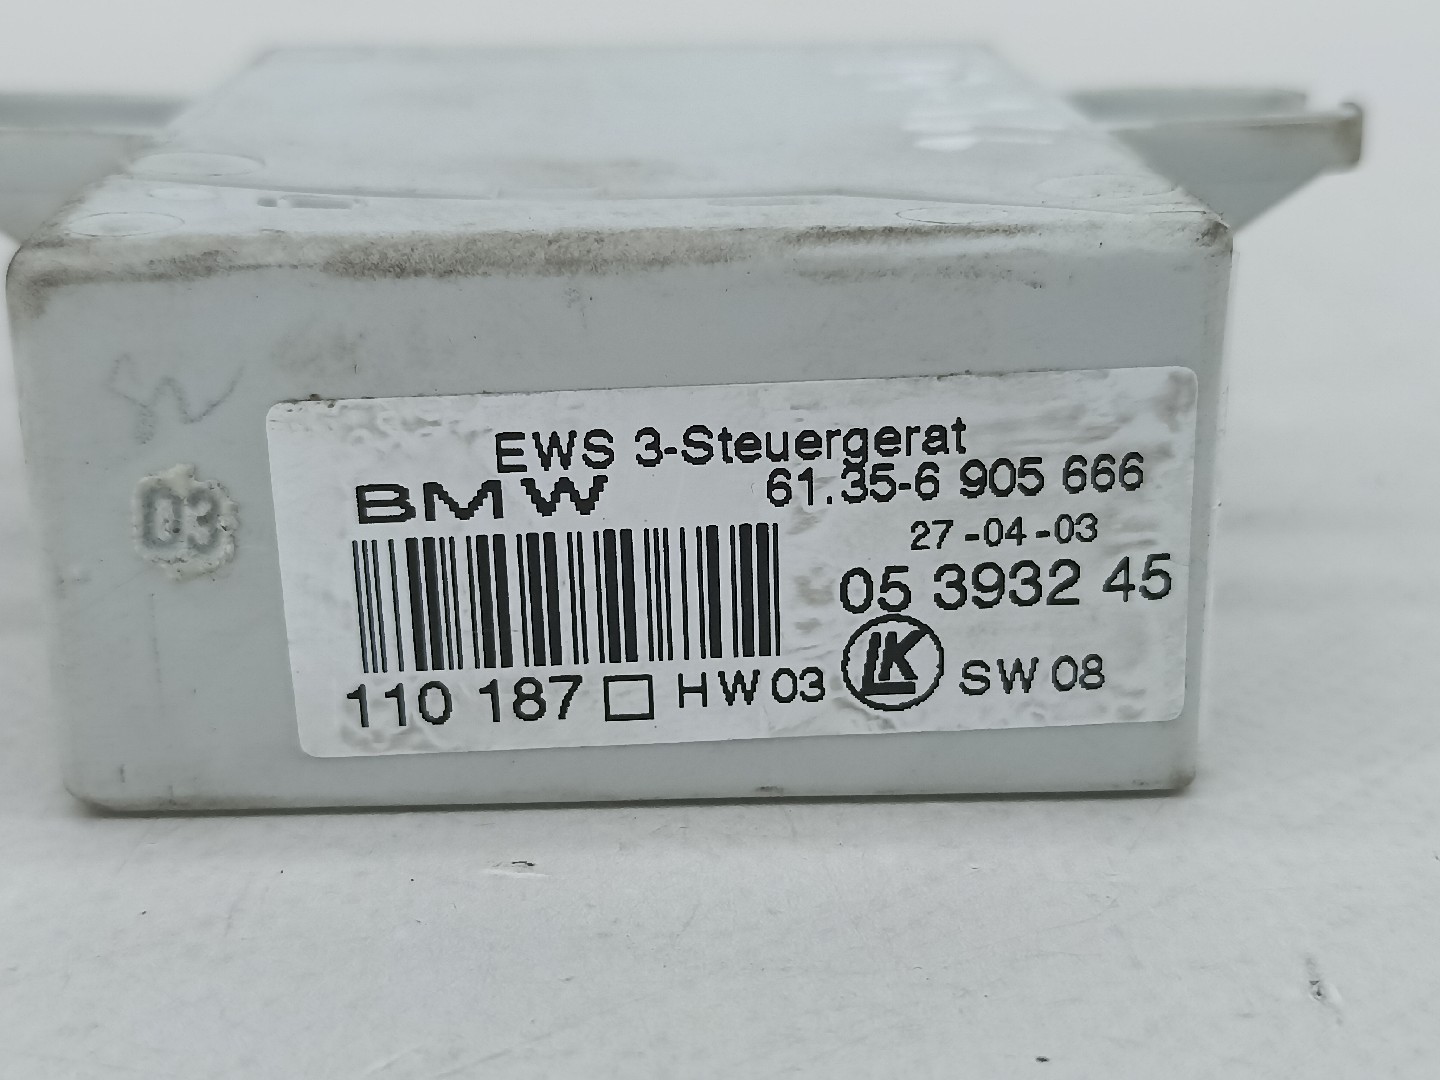 EWS 3-Steuergerat
BMW 61.35-6 905 666
27-04-03
05 3932 45
110 187 □ HW 03 LK SW 08
03